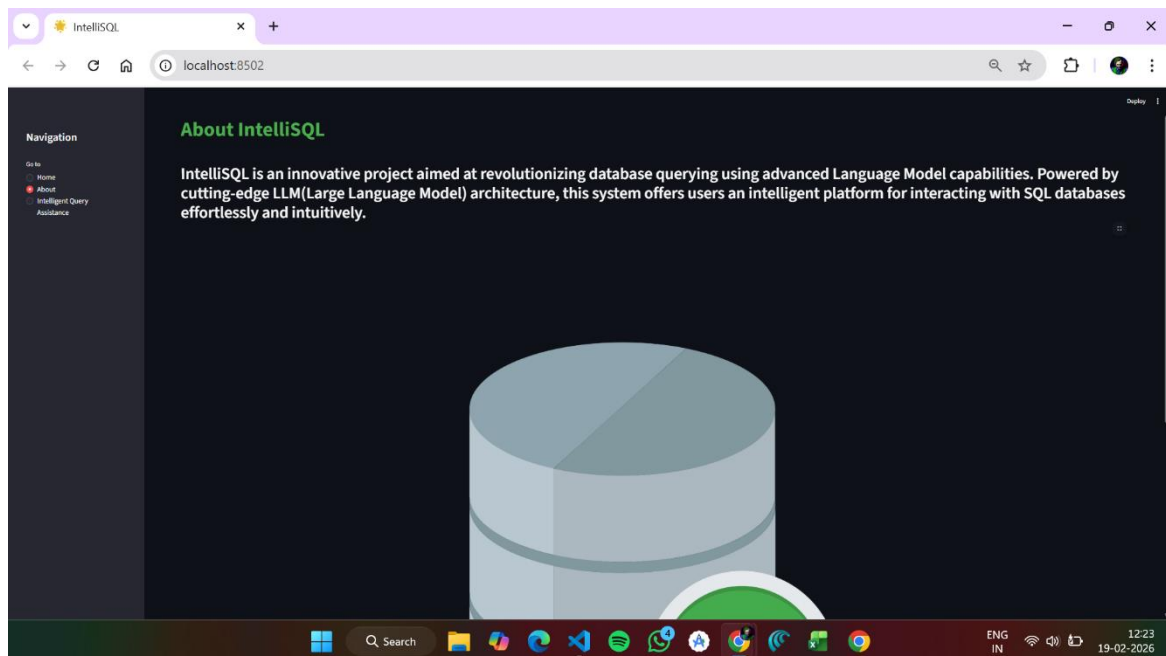 IntelliSQL
localhost:8502
Deploy
Navigation
Go to
Home
About
Intelligent Query
Assistance
About IntelliSQL
IntelliSQL is an innovative project aimed at revolutionizing database querying using advanced Language Model capabilities. Powered by
cutting-edge LLM(Large Language Model) architecture, this system offers users an intelligent platform for interacting with SQL databases
effortlessly and intuitively.
Search
4
ENG
IN
12:23
19-02-2026